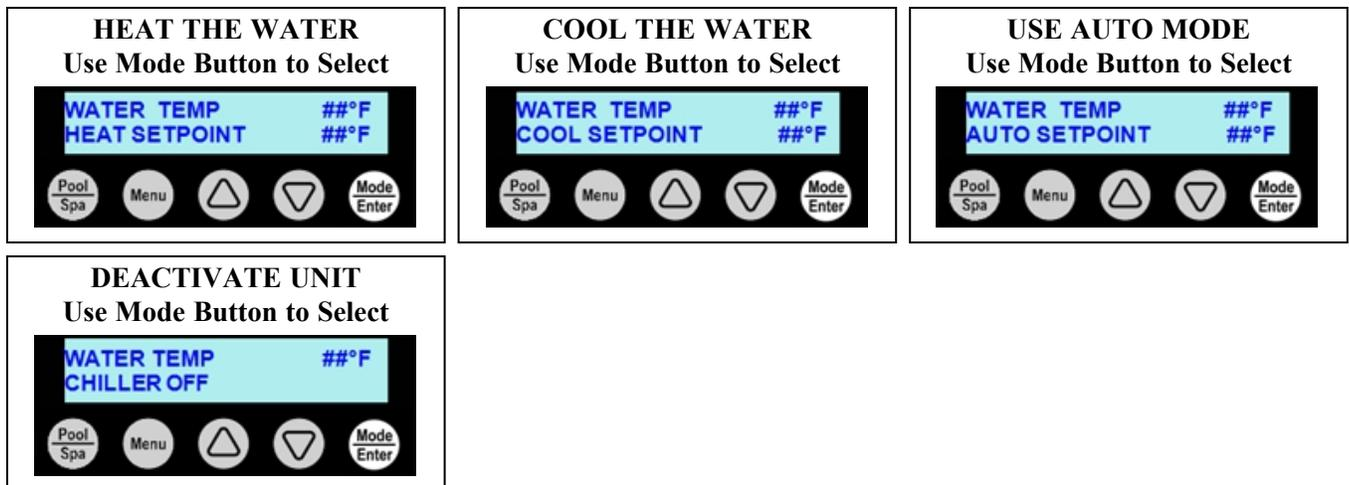 HEAT THE WATER
Use Mode Button to Select
WATER TEMP ##°F
HEAT SETPOINT ##°F
Pool
Spa
Menu
Mode
Enter
COOL THE WATER
Use Mode Button to Select
WATER TEMP ##°F
COOL SETPOINT ##°F
Pool
Spa
Menu
Mode
Enter
USE AUTO MODE
Use Mode Button to Select
WATER TEMP ##°F
AUTO SETPOINT ##°F
Pool
Spa
Menu
Mode
Enter
DEACTIVATE UNIT
Use Mode Button to Select
WATER TEMP ##°F
CHILLER OFF
Pool
Spa
Menu
Mode
Enter